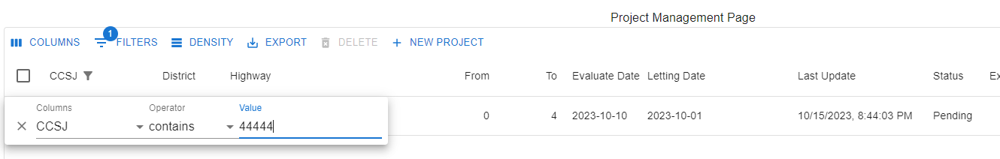 Project Management Page
1
COLUMNS FILTERS DENSITY EXPORT DELETE + NEW PROJECT
CCSJ District Highway From To Evaluate Date Letting Date Last Update Status Ex
Columns Operator Value
CCSJ contains 44444
0 4 2023-10-10 2023-10-01 10/15/2023, 8:44:03 PM Pending